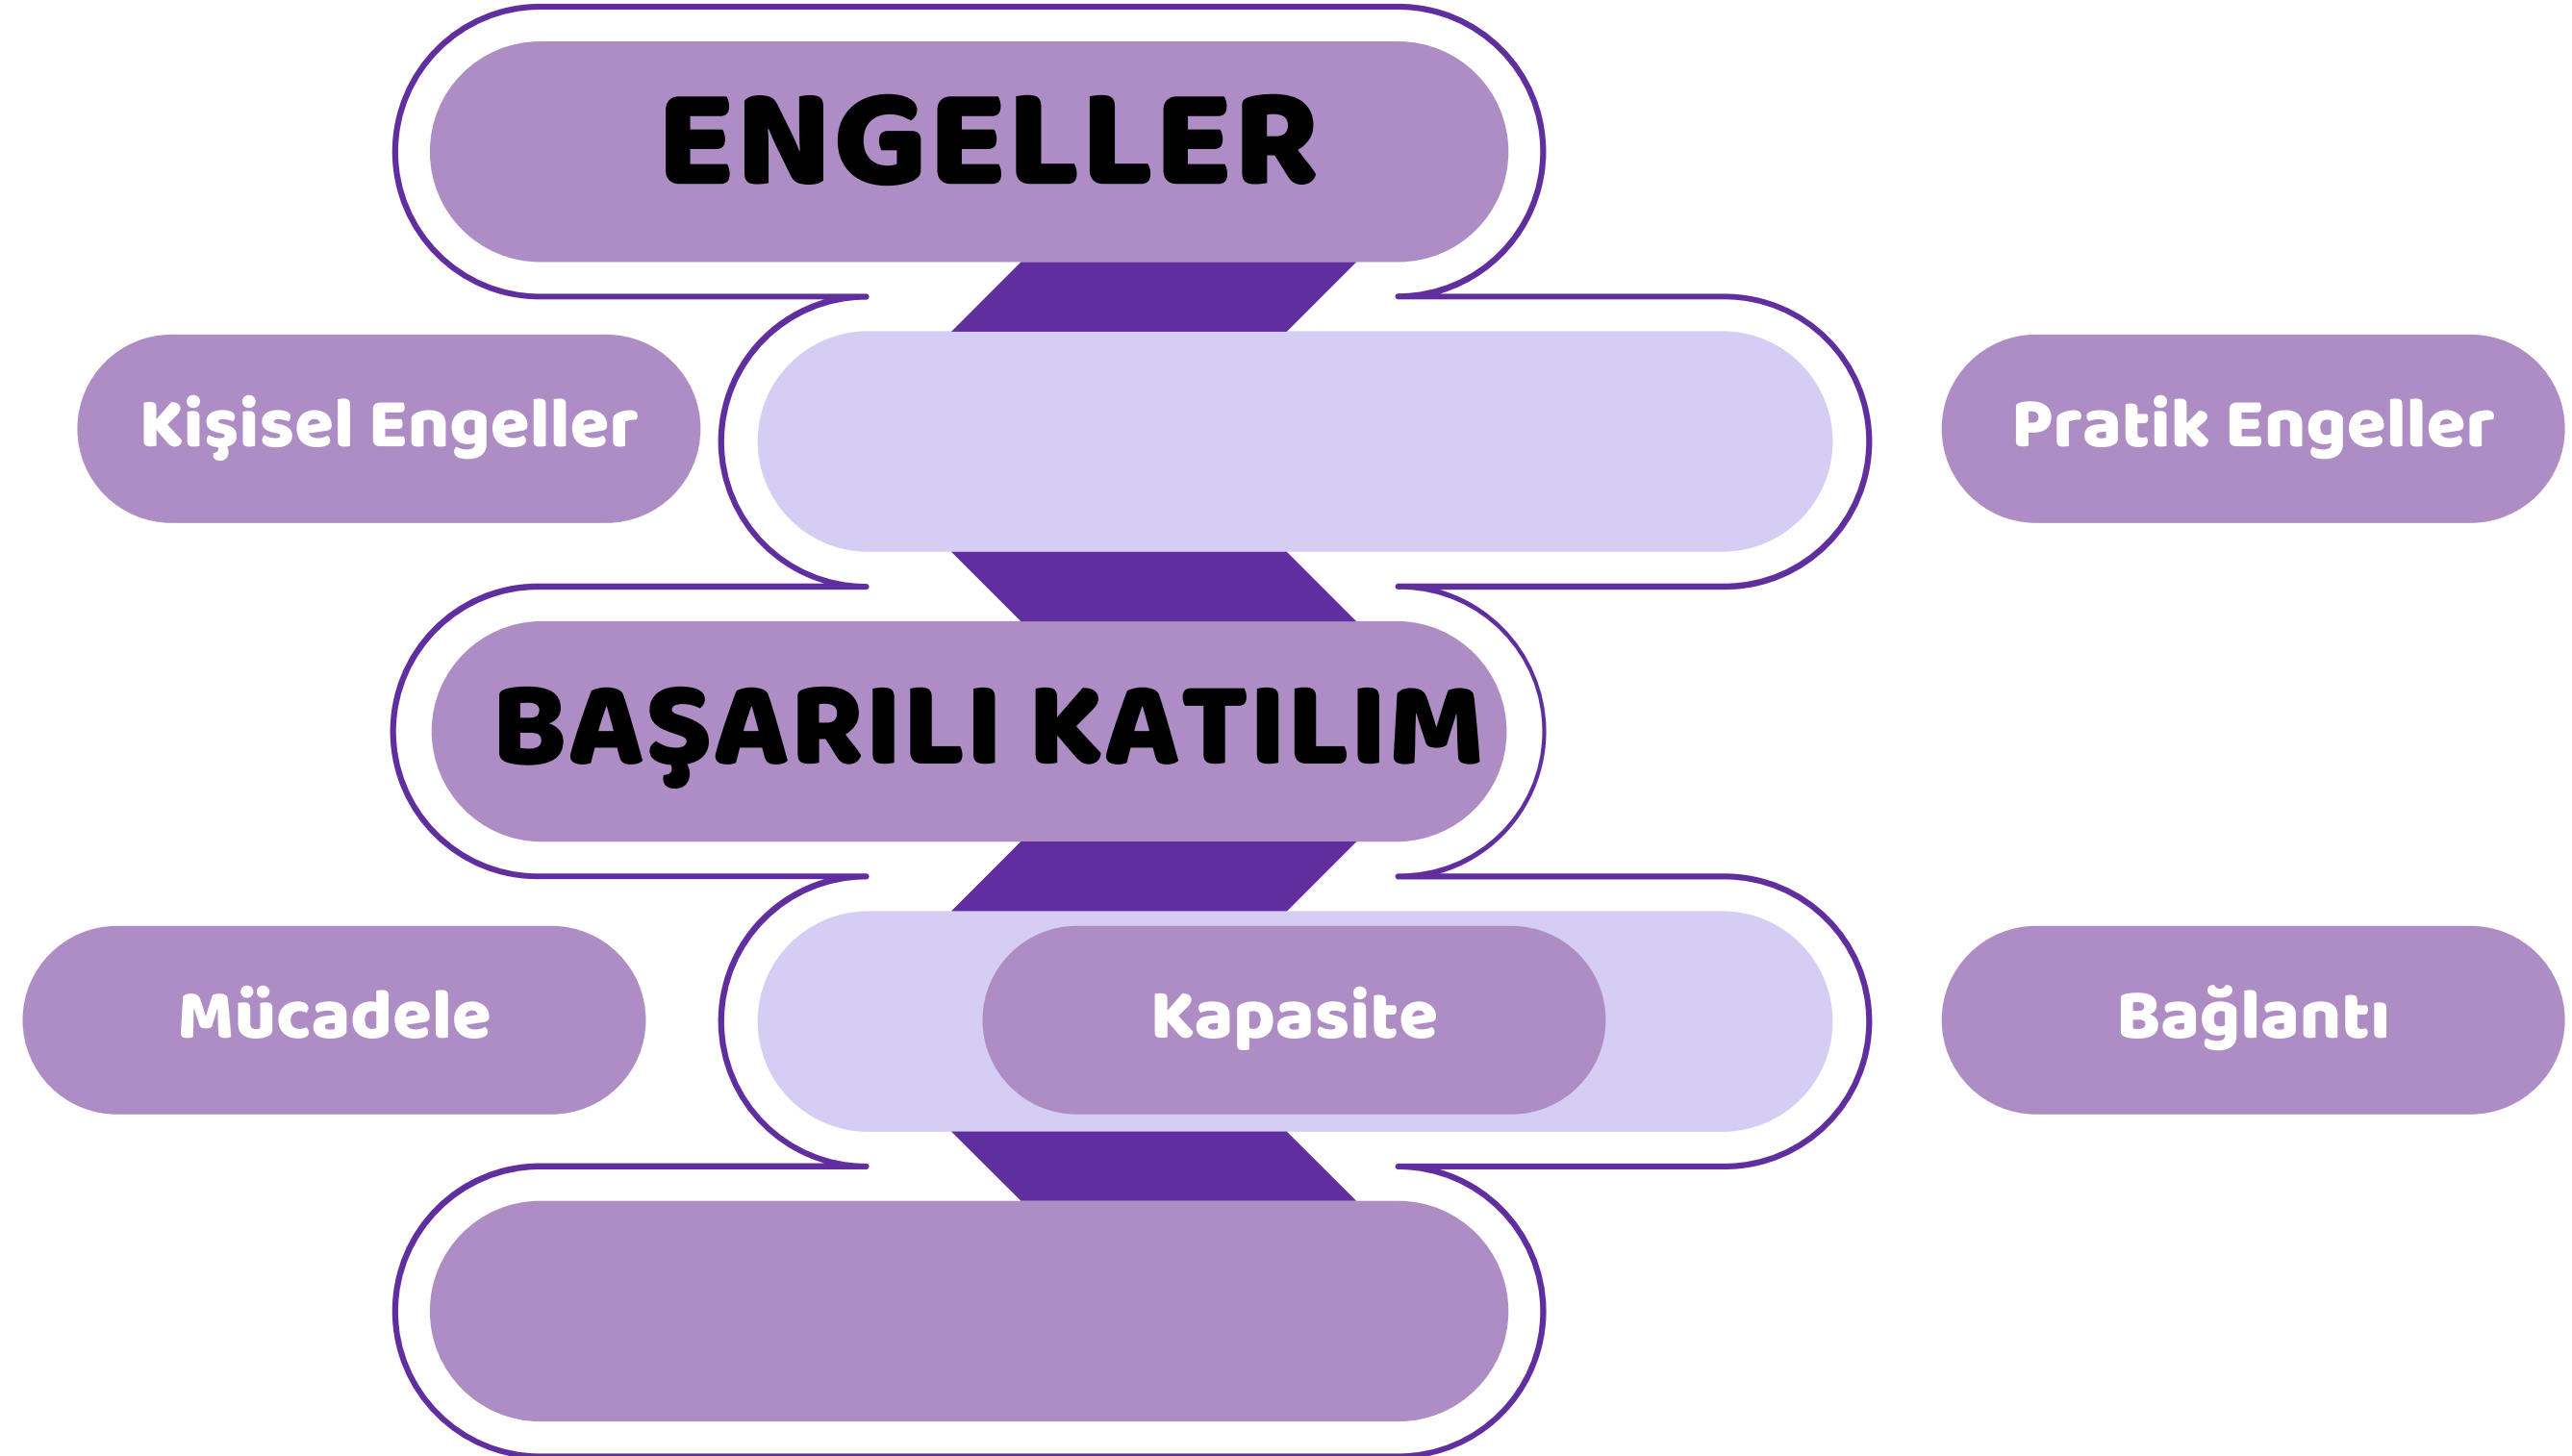 ENGELLER
Kişisel Engeller
Pratik Engeller
BAŞARILI KATILIM
Mücadele
Kapasite
Bağlantı